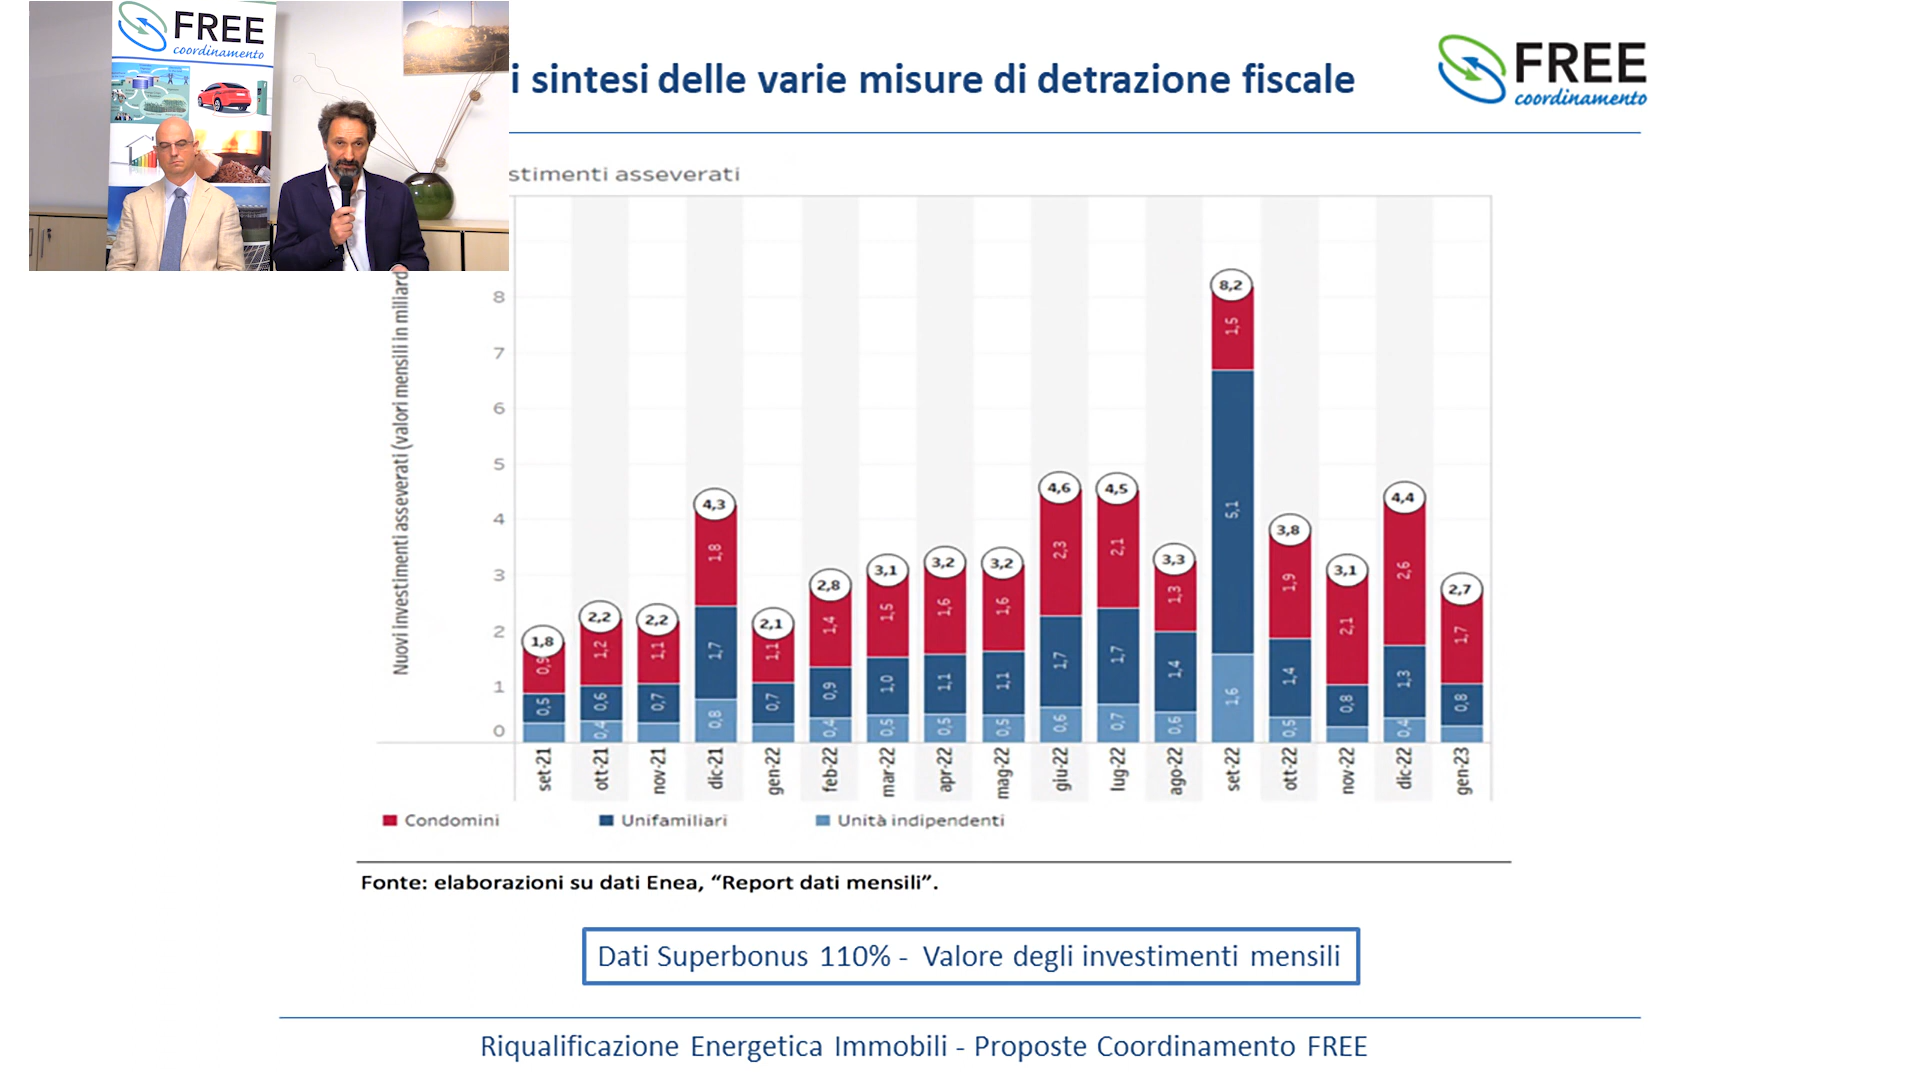 FREE
coordinamento
i sintesi delle varie misure di detrazione fiscale
FREE
coordinamento
stimenti asseverati
Nuovi investimenti asseverati (valori mensili in miliard
8
7
6
5
4
3
2
1
0
1,8
0,9
0,5
2,2
1,2
0,6
0,4
2,2
1,1
0,7
4,3
1,8
1,7
0,8
2,1
1,1
0,7
2,8
1,4
0,9
0,4
3,1
1,5
1,0
0,5
3,2
1,6
1,1
0,5
3,2
1,6
1,1
0,5
4,6
2,3
1,7
0,6
4,5
2,1
1,7
0,7
3,3
1,3
1,4
0,6
8,2
1,5
5,1
1,6
3,8
1,9
1,4
0,5
3,1
2,1
0,8
4,4
2,6
1,3
0,4
2,7
1,7
0,8
set-21
ott-21
nov-21
dic-21
gen-22
feb-22
mar-22
apr-22
mag-22
giu-22
lug-22
ago-22
set-22
ott-22
nov-22
dic-22
gen-23
Condomini Unifamiliari Unità indipendenti
Fonte: elaborazioni su dati Enea, “Report dati mensili”.
Dati Superbonus 110% - Valore degli investimenti mensili
Riqualificazione Energetica Immobili - Proposte Coordinamento FREE